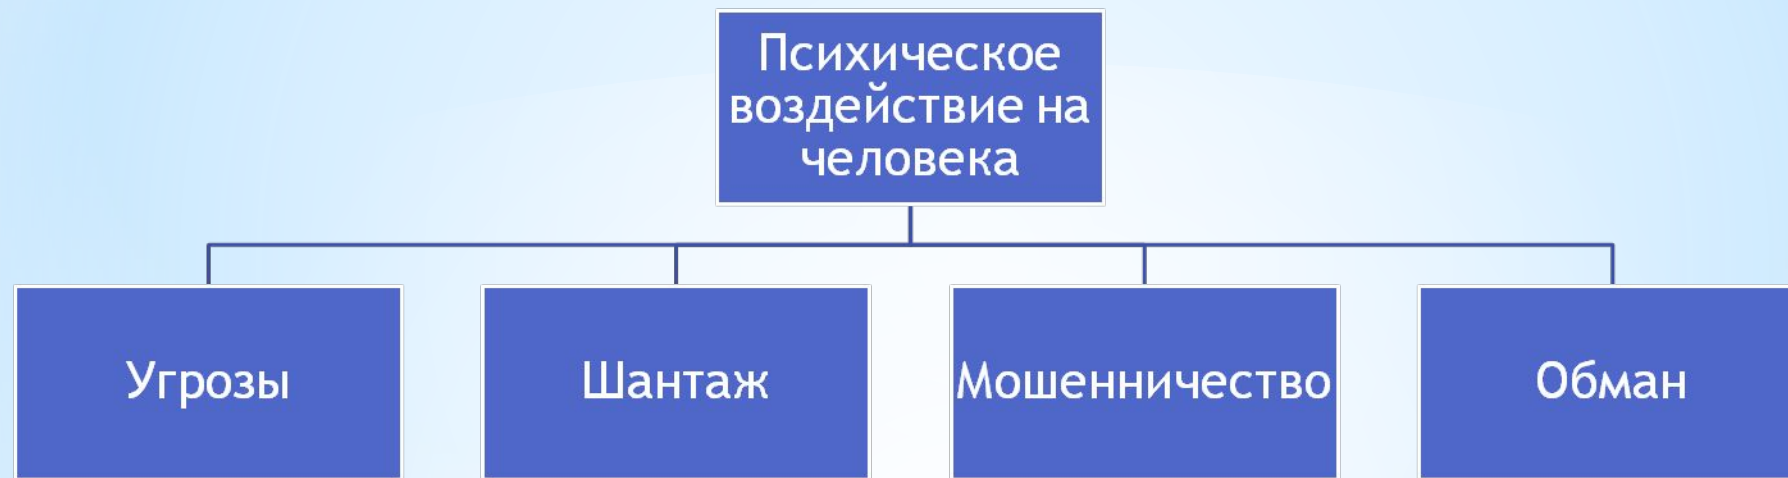 Психическое
воздействие на
человека
Угрозы
Шантаж
Мошенничество
Обман